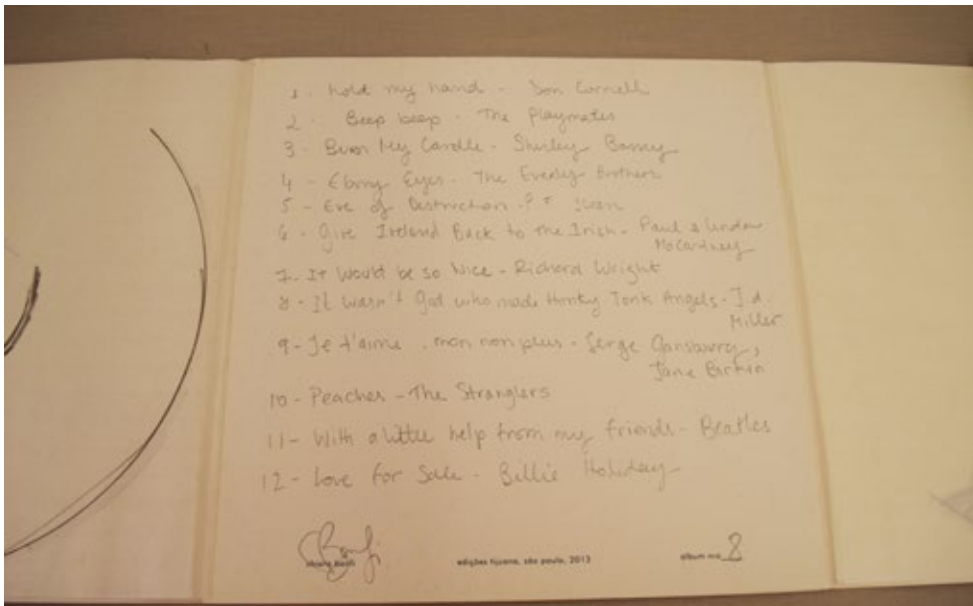 1 - hold my hand - Don Cornell
2 - Beep beep - The Playmates
3 - Burn My Candle - Shirley Bassey
4 - Ebony Eyes - The Everly Brothers
5 - Eve of Destruction - P F Sloan
6 - Give Ireland Back to the Irish - Paul & Linda
McCartney
7 - It Would be so Nice - Richard Wright
8 - It Wasn't God who made Honky Tonk Angels - J.d.
Miller
9 - Je t'aime . moi non plus - Serge Gainsbourg,
Jane Birkin
10 - Peaches - The Stranglers
11 - With a little help from my friends - Beatles
12 - Love for Sale - Billie Holiday
edições tijuana, são paulo, 2013
album nro 8